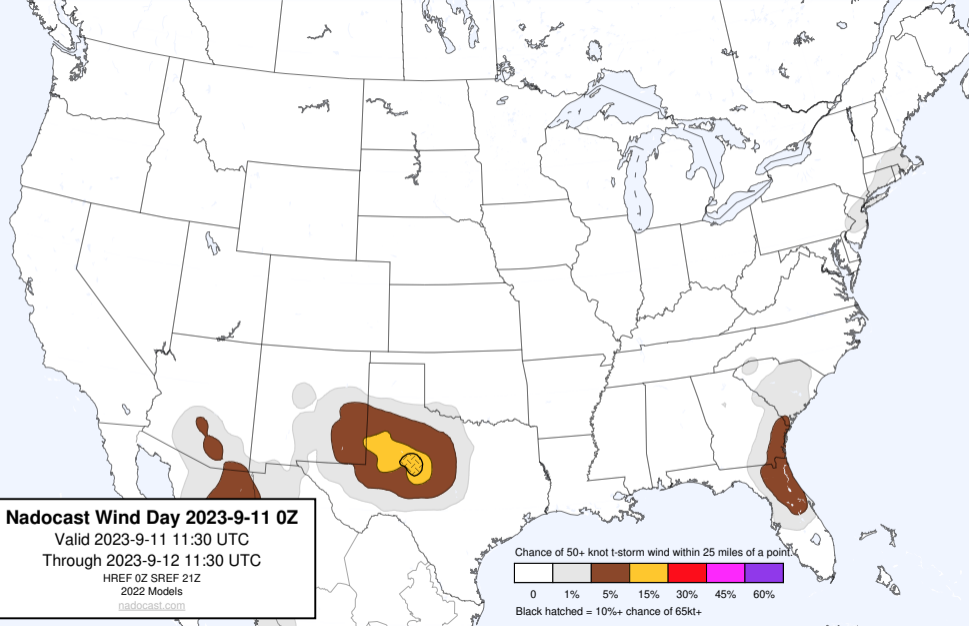 Nadocast Wind Day 2023-9-11 0Z
Valid 2023-9-11 11:30 UTC
Through 2023-9-12 11:30 UTC
HREF 0Z SREF 21Z
2022 Models
nadocast.com
Chance of 50+ knot t-storm wind within 25 miles of a point.
0 1% 5% 15% 30% 45% 60%
Black hatched = 10%+ chance of 65kt+